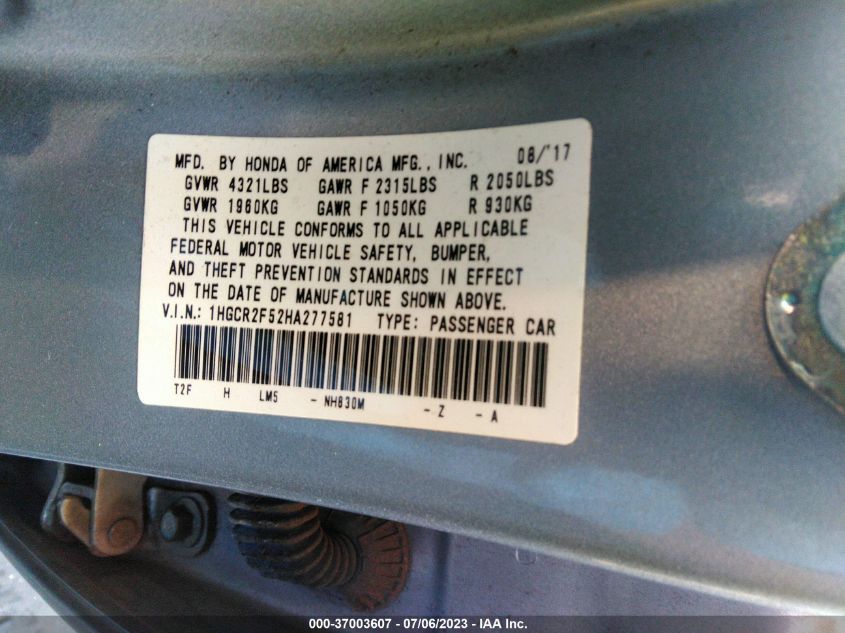 MFD. BY HONDA OF AMERICA MFG., INC. 08/'17
GVWR 4321LBS GAWR F 2315LBS R 2050LBS
GVWR 1960KG GAWR F 1050KG R 930KG
THIS VEHICLE CONFORMS TO ALL APPLICABLE
FEDERAL MOTOR VEHICLE SAFETY, BUMPER,
AND THEFT PREVENTION STANDARDS IN EFFECT
ON THE DATE OF MANUFACTURE SHOWN ABOVE.
V.I.N.: 1HGCR2F52HA277581 TYPE: PASSENGER CAR
T2F H LM5 - NH830M - Z - A
000-37003607 - 07/06/2023 - IAA Inc.